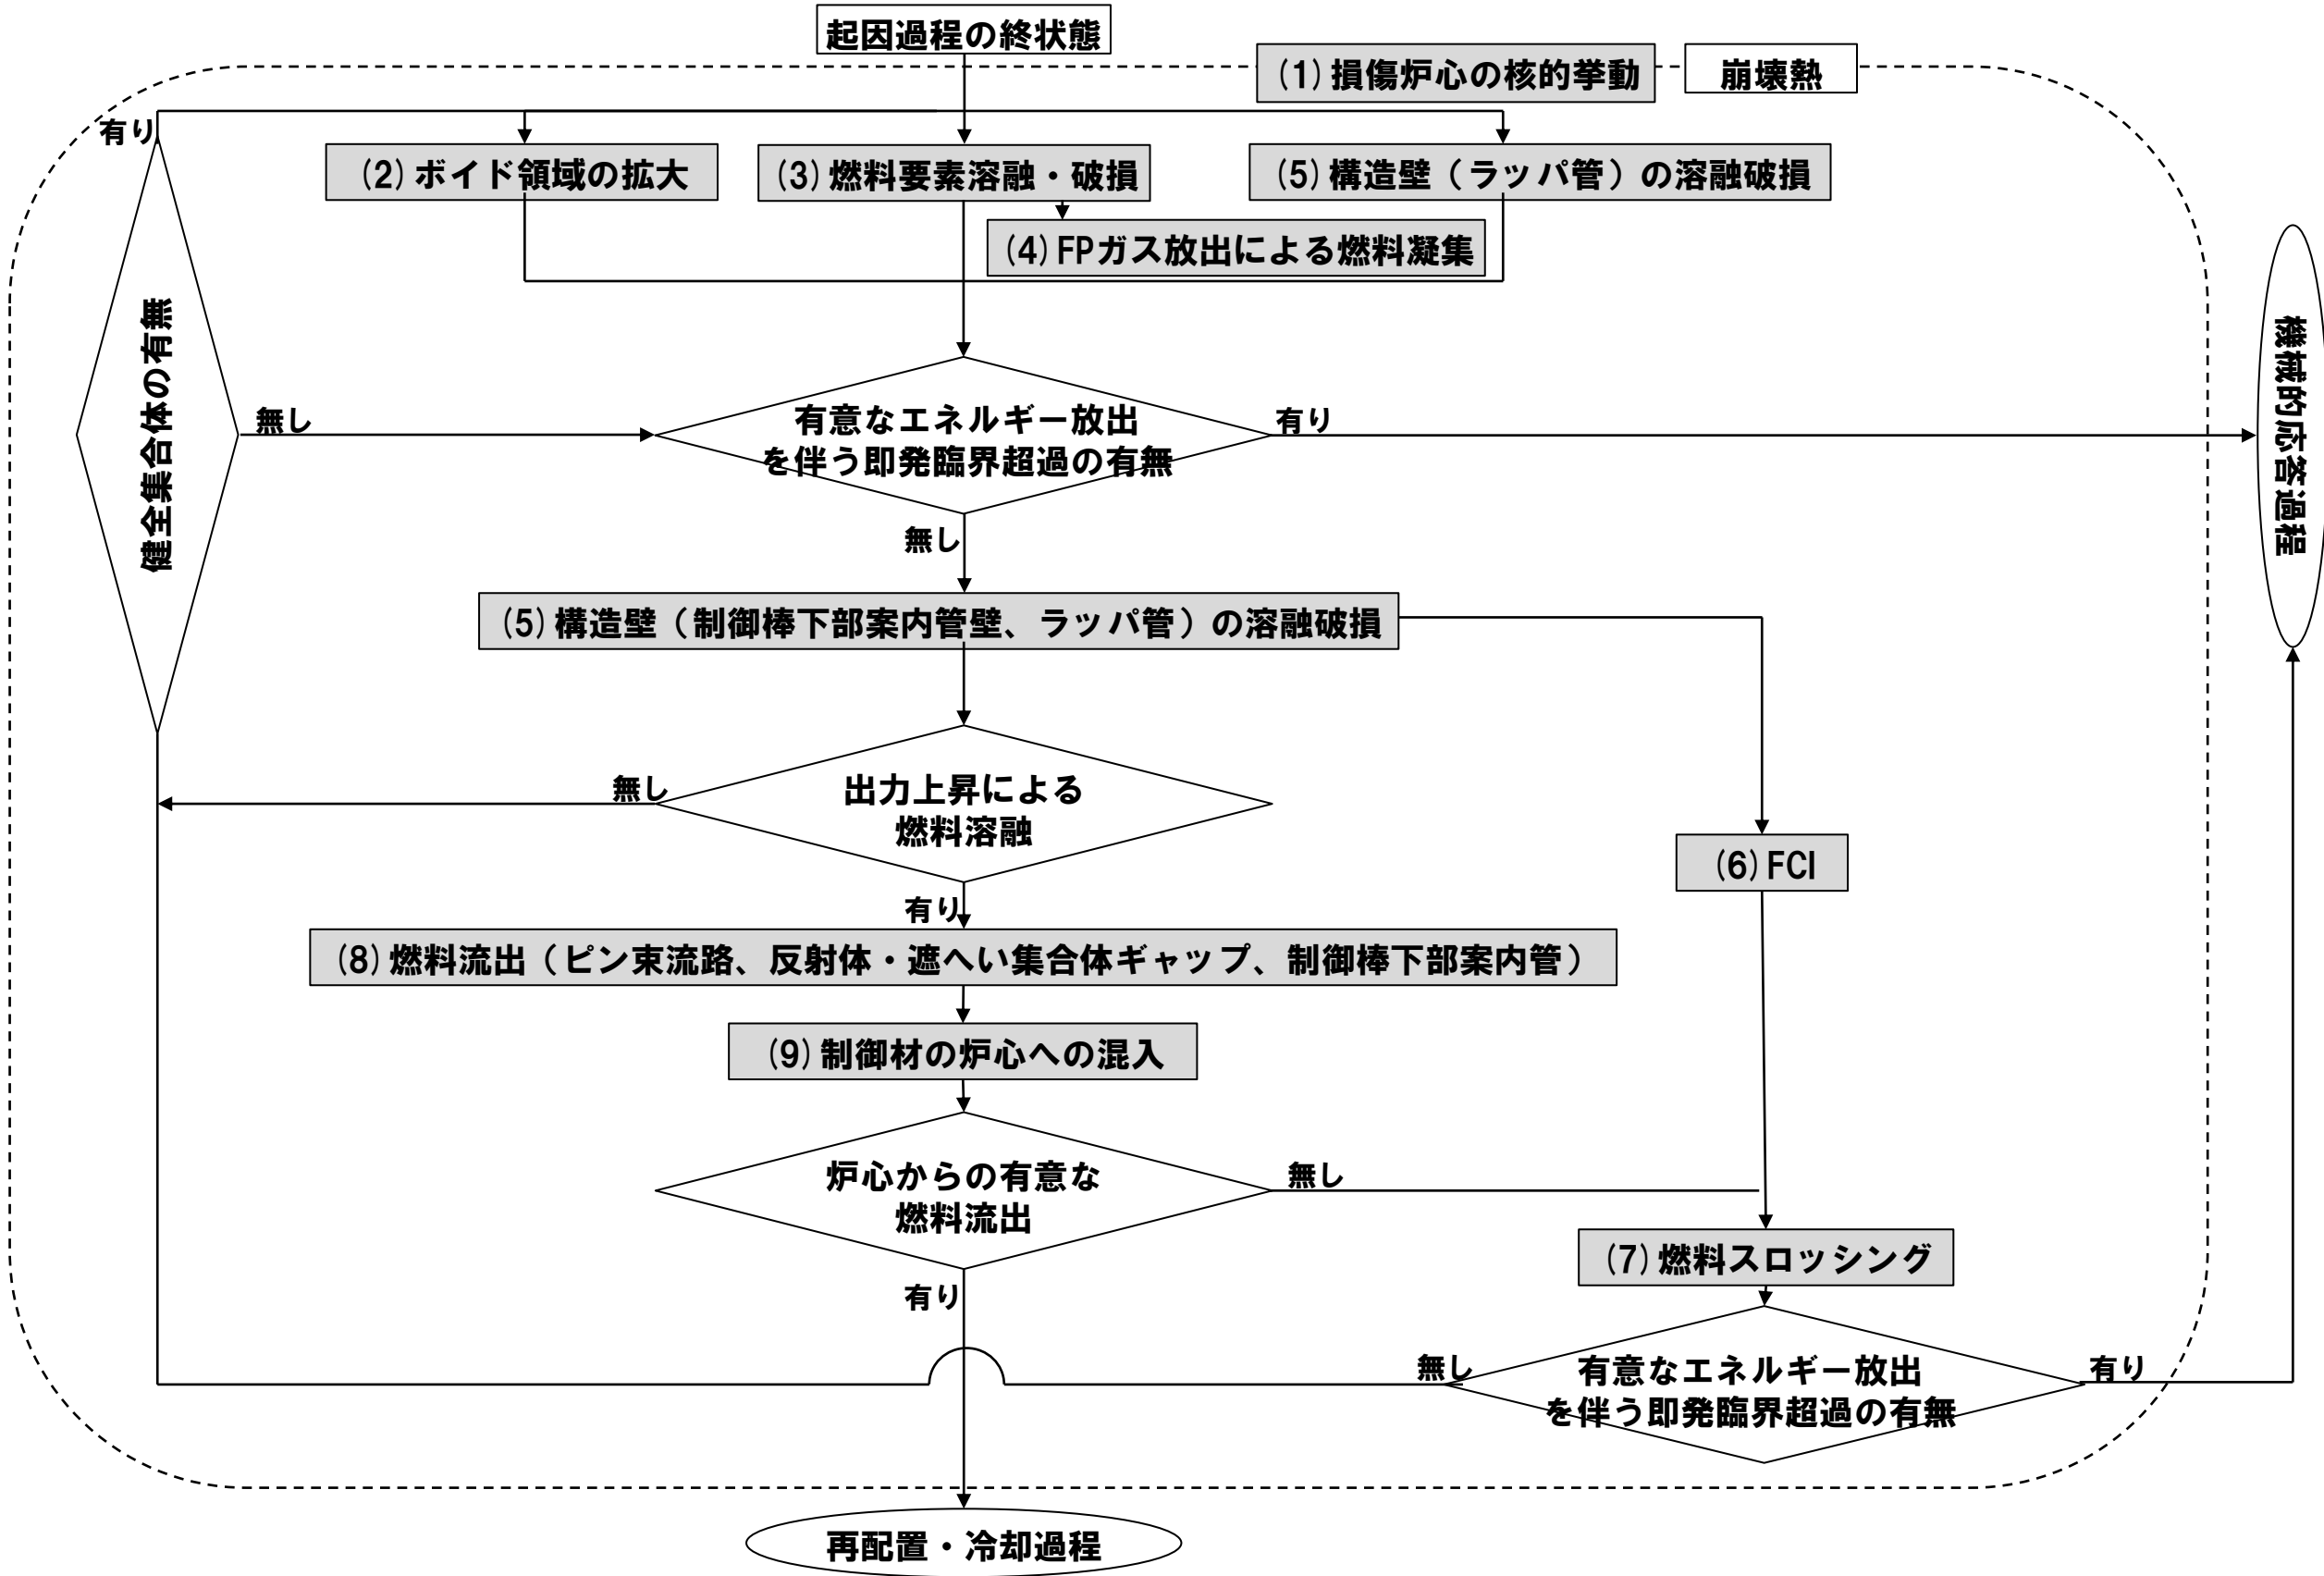 起因過程の終状態
(1)損傷炉心の核的挙動
崩壊熱
有り
(2)ボイド領域の拡大
(3)燃料要素溶融・破損
(5)構造壁（ラッパ管）の溶融破損
(4)FPガス放出による燃料凝集
健全集合体の有無
無し
有意なエネルギー放出
を伴う即発臨界超過の有無
有り
機械的応答過程
無し
(5)構造壁（制御棒下部案内管壁、ラッパ管）の溶融破損
無し
出力上昇による
燃料溶融
(6)FCI
有り
(8)燃料流出（ピン束流路、反射体・遮へい集合体ギャップ、制御棒下部案内管）
(9)制御材の炉心への混入
炉心からの有意な
燃料流出
無し
(7)燃料スロッシング
有り
無し
有意なエネルギー放出
を伴う即発臨界超過の有無
有り
再配置・冷却過程